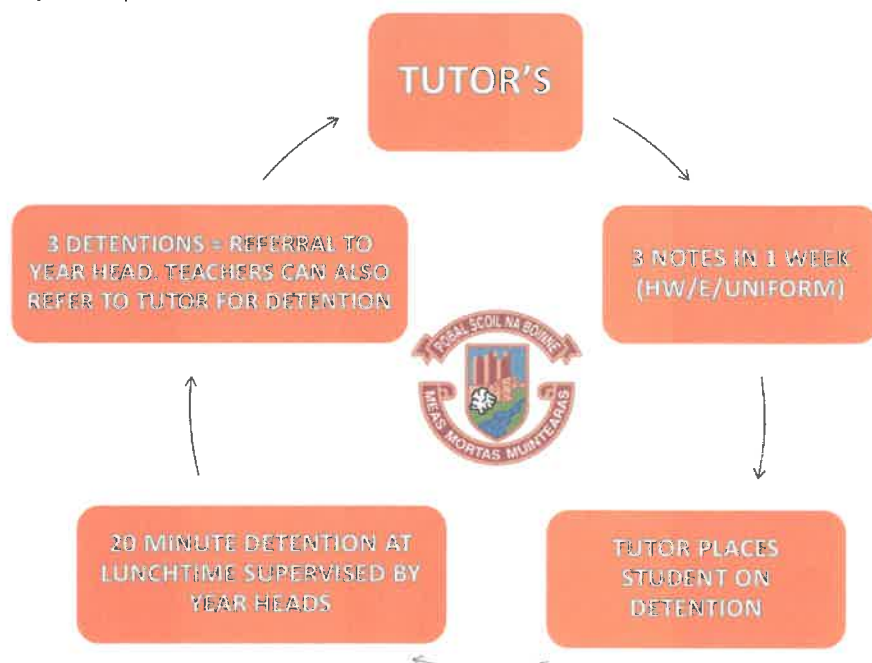 TUTOR'S
3 NOTES IN 1 WEEK
(HW/E/UNIFORM)
TUTOR PLACES
STUDENT ON
DETENTION
20 MINUTE DETENTION AT
LUNCHTIME SUPERVISED BY
YEAR HEADS
3 DETENTIONS = REFERRAL TO
YEAR HEAD. TEACHERS CAN ALSO
REFER TO TUTOR FOR DETENTION
POBAL SCOIL NA BOINNE
MEAS MORTAS MUINTEARAS